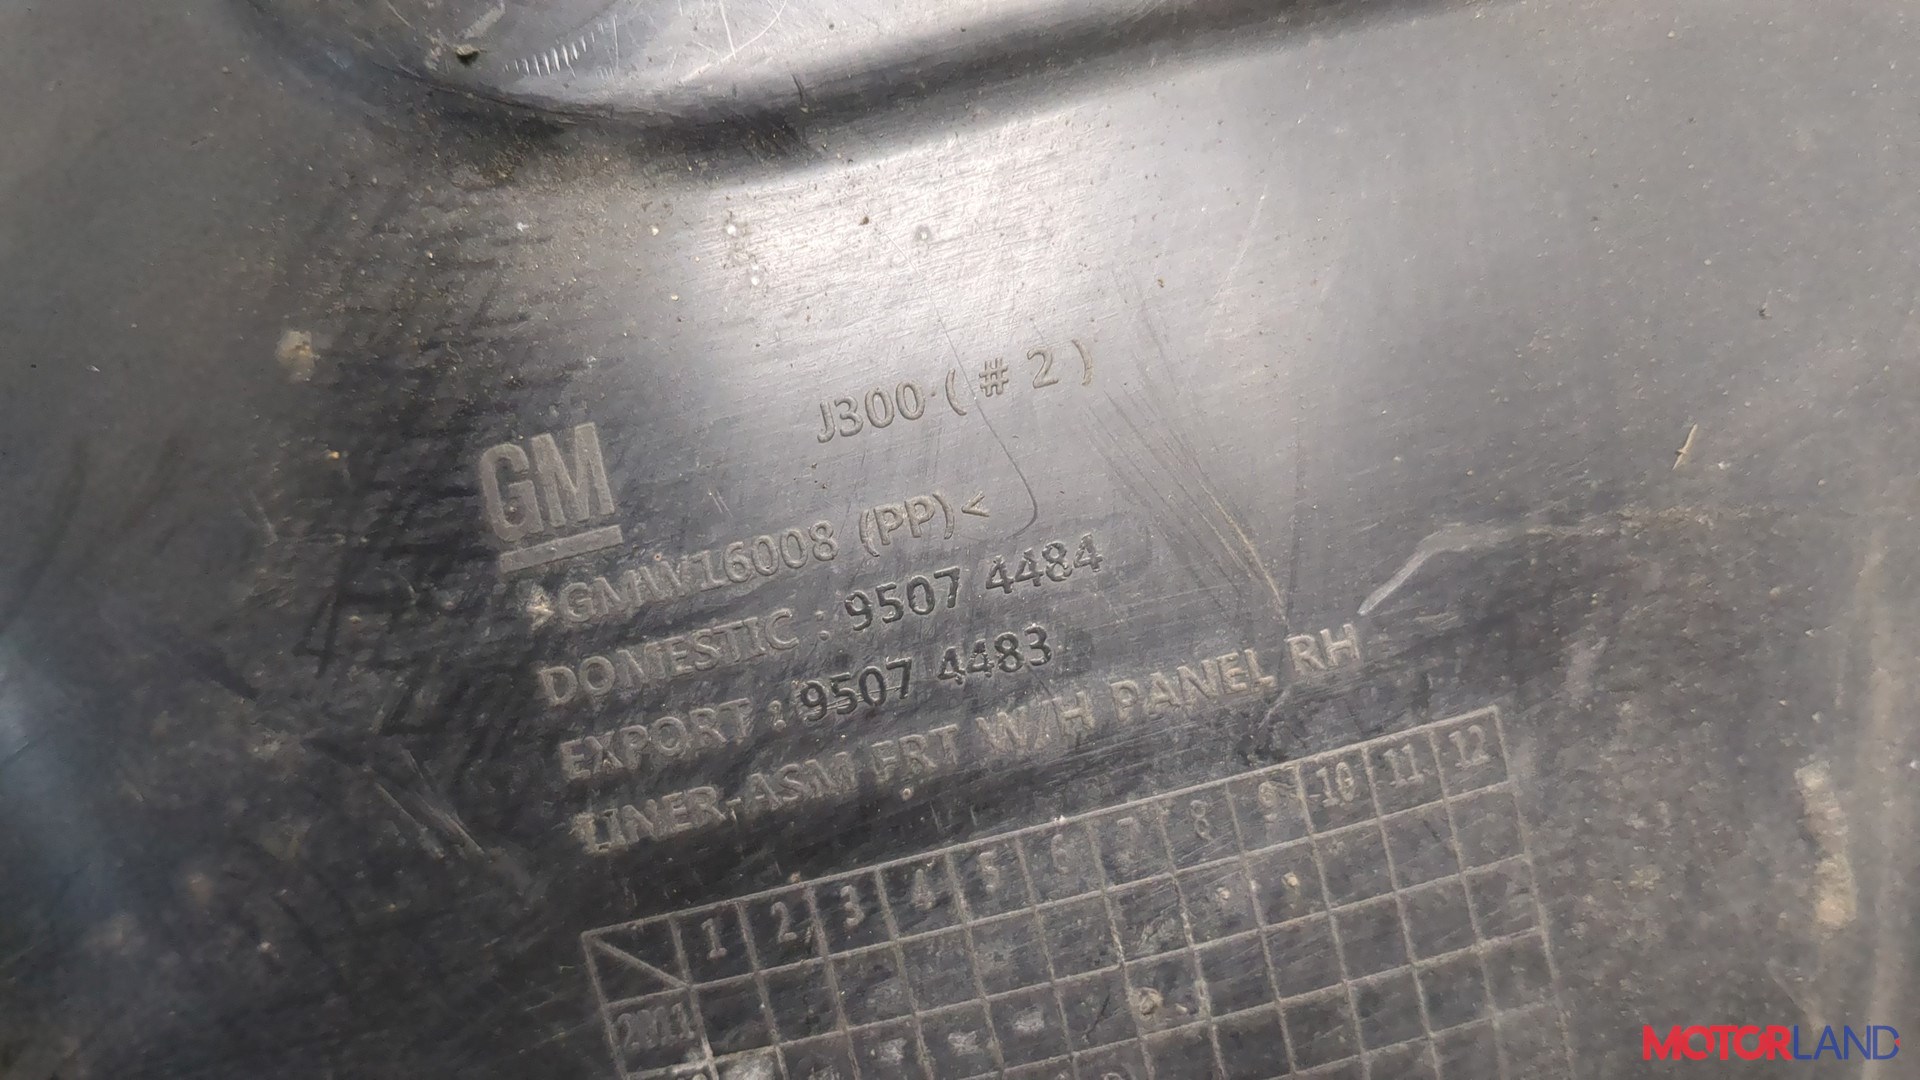 J300 ( # 2 )
GM
>GMW16008 (PP)<
DOMESTIC : 9507 4484
EXPORT : 9507 4483
LINER-ASM FRT W/H PANEL RH
1 2 3 4 5 6 7 8 9 10 11 12
MOTORLAND